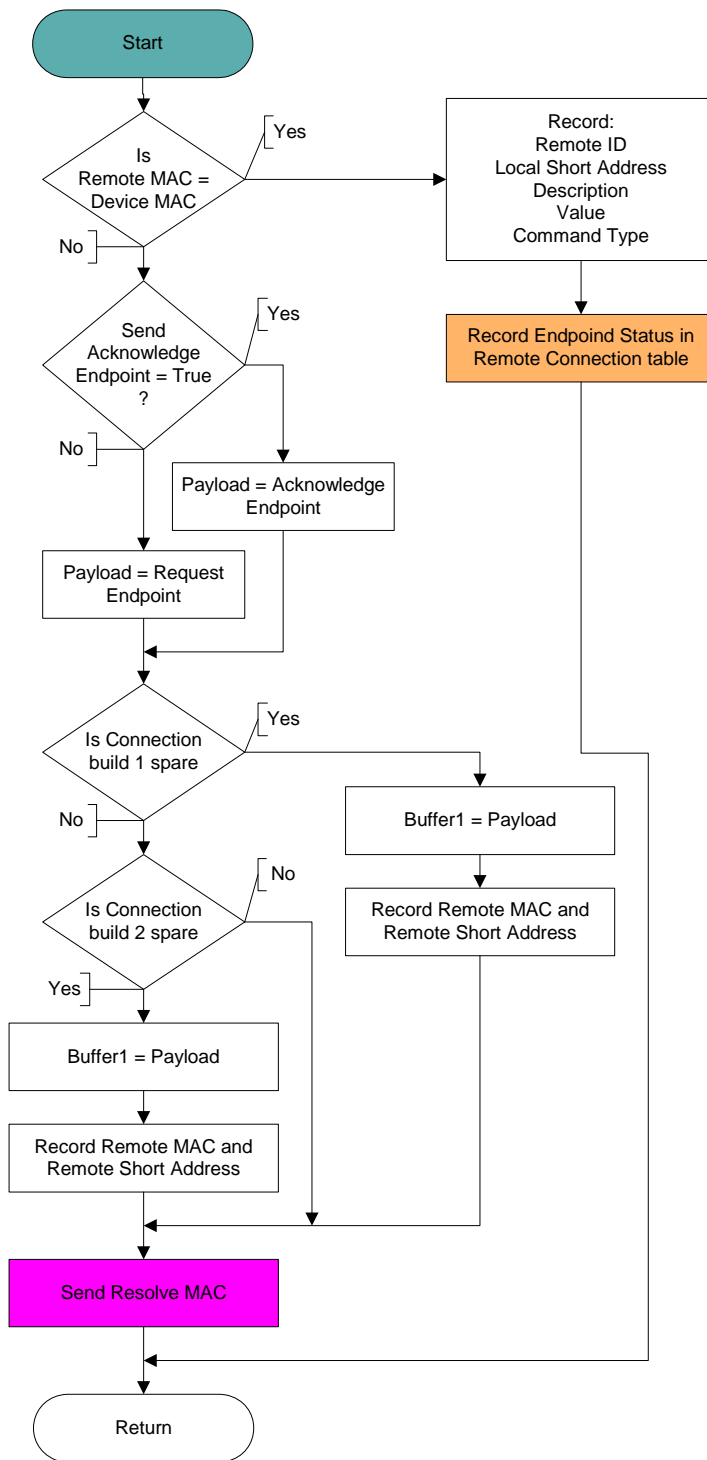 Start
Yes
Is
Remote MAC =
Device MAC
No
Record:
Remote ID
Local Short Address
Description
Value
Command Type
Record Endpoind Status in
Remote Connection table
Send
Acknowledge
Endpoint = True
?
Yes
No
Payload = Acknowledge
Endpoint
Payload = Request
Endpoint
Is Connection
build 1 spare
Yes
No
Buffer1 = Payload
Record Remote MAC and
Remote Short Address
Is Connection
build 2 spare
No
Yes
Buffer1 = Payload
Record Remote MAC and
Remote Short Address
Send Resolve MAC
Return